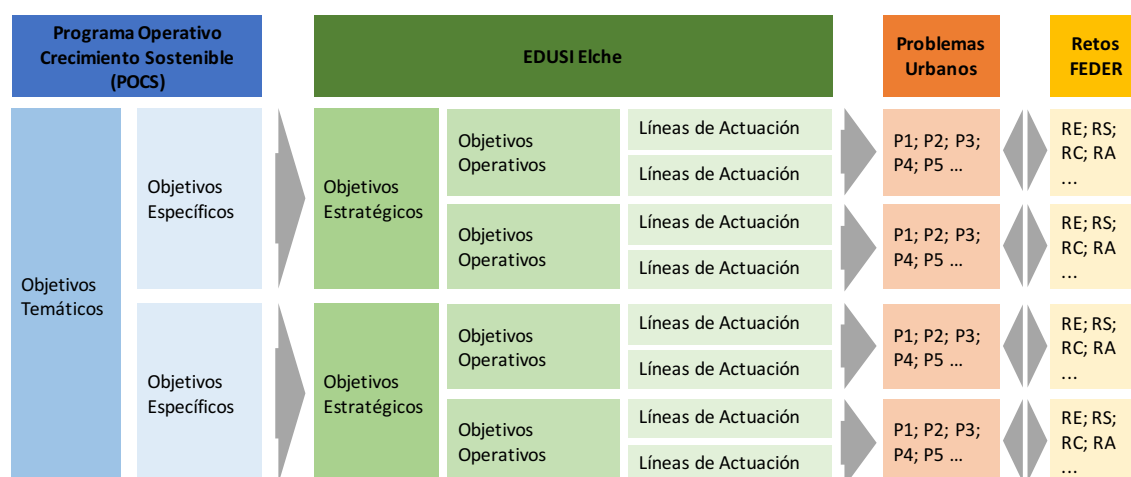 Programa Operativo
Crecimiento Sostenible
(POCS)
EDUSI Elche
Problemas
Urbanos
Retos
FEDER
Objetivos
Temáticos
Objetivos
Específicos
Objetivos
Estratégicos
Objetivos
Operativos
Líneas de Actuación
Líneas de Actuación
P1; P2; P3;
P4; P5 ...
RE; RS;
RC; RA
...
Objetivos
Operativos
Líneas de Actuación
Líneas de Actuación
P1; P2; P3;
P4; P5 ...
RE; RS;
RC; RA
...
Objetivos
Específicos
Objetivos
Estratégicos
Objetivos
Operativos
Líneas de Actuación
Líneas de Actuación
P1; P2; P3;
P4; P5 ...
RE; RS;
RC; RA
...
Objetivos
Operativos
Líneas de Actuación
Líneas de Actuación
P1; P2; P3;
P4; P5 ...
RE; RS;
RC; RA
...